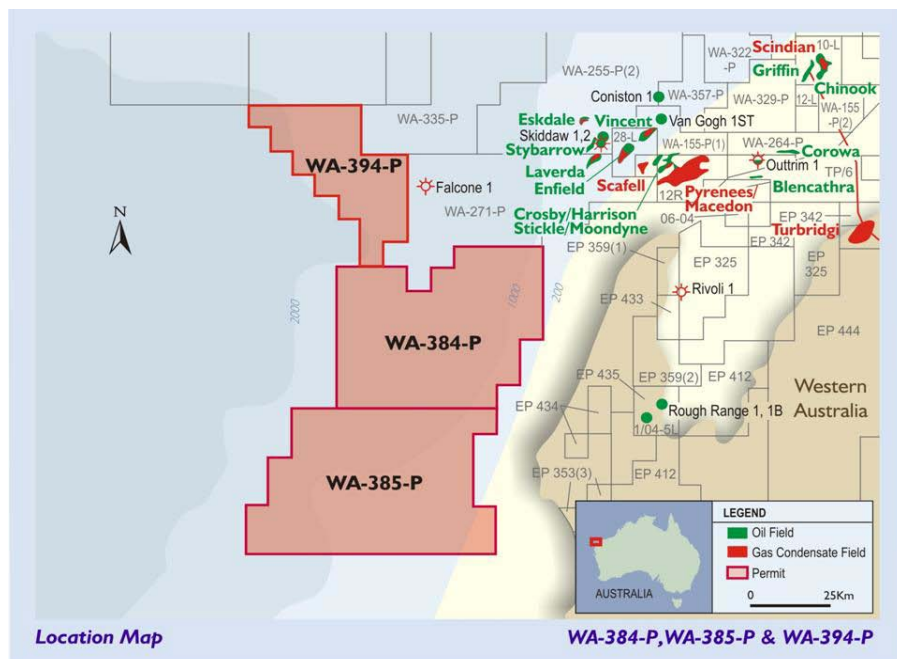 Scindian
10-L
WA-322
-P
Griffin
WA-255-P(2)
Chinook
Coniston 1
WA-357-P
WA-329-P
12-L
WA-155
-P(2)
WA-335-P
Eskdale
Vincent
Van Gogh 1ST
Skiddaw 1,2
28-L
WA-264-P
Stybarrow
WA-155-P(1)
Corowa
Outtrim 1
WA-394-P
TP/6
Laverda
Enfield
Scafell
Falcone 1
12R
Pyrenees/
Macedon
Blencathra
WA-271-P
Crosby/Harrison
Stickle/Moondyne
06-04
EP 342
Turbridgi
N
EP 359(1)
EP 342
EP 325
EP
325
2000
1000
200
EP 433
Rivoli 1
WA-384-P
EP 444
EP 435
EP 359(2)
EP 412
Western
Australia
EP 434
Rough Range 1, 1B
1/04-5L
EP 353(3)
EP 412
WA-385-P
LEGEND
Oil Field
Gas Condensate Field
Permit
AUSTRALIA
0 25Km
Location Map
WA-384-P,WA-385-P & WA-394-P